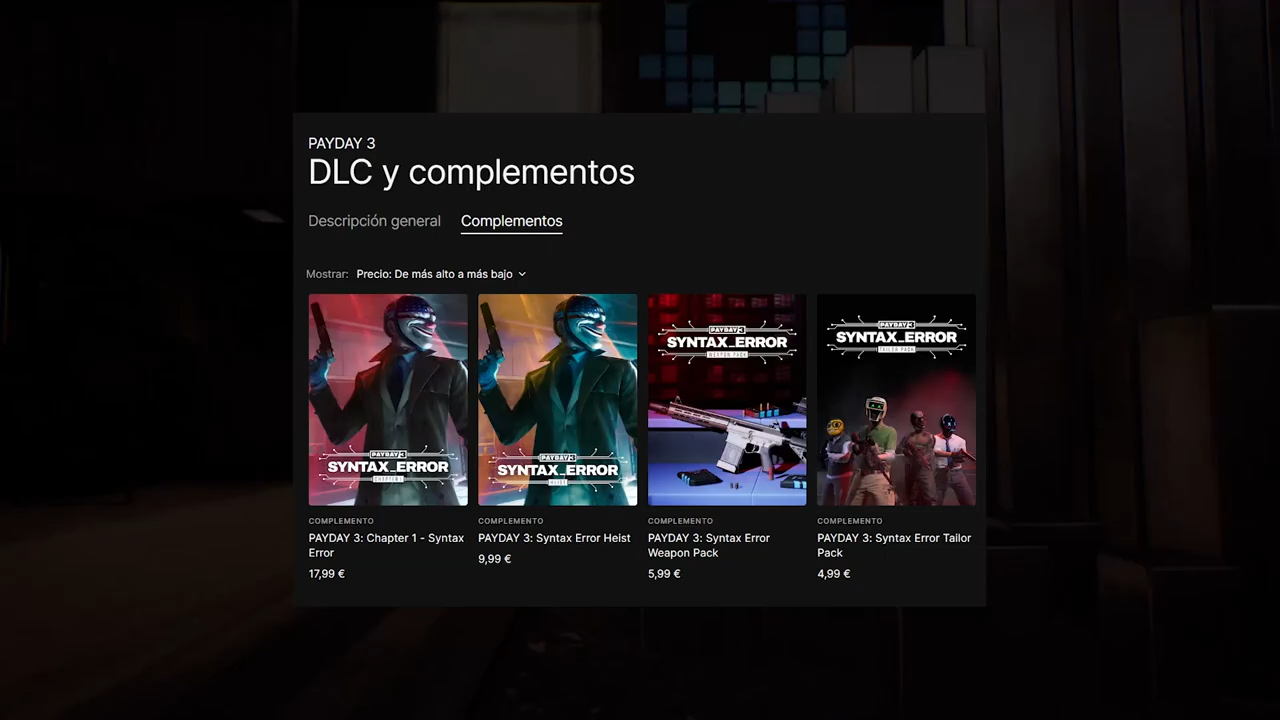 PAYDAY 3
DLC y complementos
Descripción general Complementos
Mostrar: Precio: De más alto a más bajo
PAYDAY 3
SYNTAX_ERROR
CHAPTER 1
PAYDAY 3
SYNTAX_ERROR
HEIST
PAYDAY 3
SYNTAX_ERROR
WEAPON PACK
PAYDAY 3
SYNTAX_ERROR
TAILOR PACK
COMPLEMENTO
PAYDAY 3: Chapter 1 - Syntax
Error
17,99 €
COMPLEMENTO
PAYDAY 3: Syntax Error Heist
9,99 €
COMPLEMENTO
PAYDAY 3: Syntax Error
Weapon Pack
5,99 €
COMPLEMENTO
PAYDAY 3: Syntax Error Tailor
Pack
4,99 €